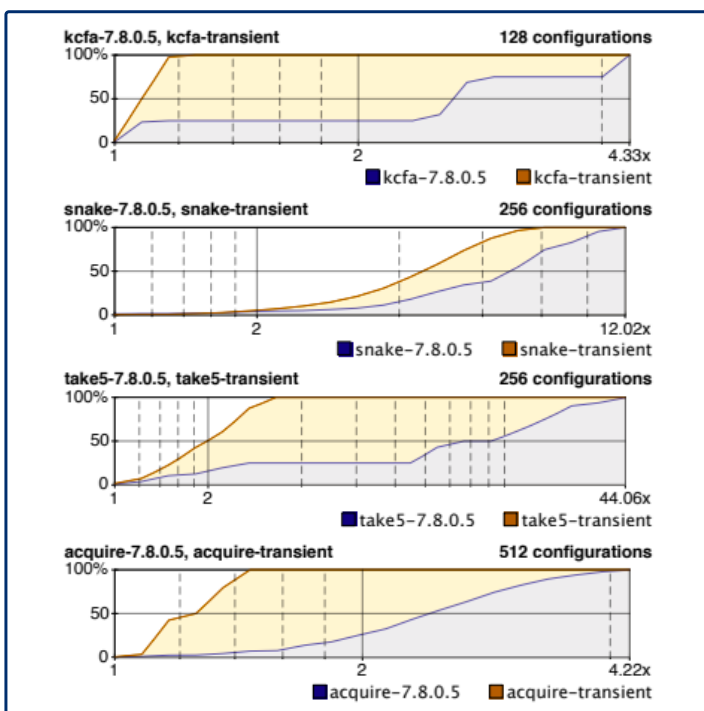 kcfa-7.8.0.5, kcfa-transient 128 configurations
100%
50
0
1 2 4.33x
kcfa-7.8.0.5 kcfa-transient
snake-7.8.0.5, snake-transient 256 configurations
100%
50
0
1 2 12.02x
snake-7.8.0.5 snake-transient
take5-7.8.0.5, take5-transient 256 configurations
100%
50
0
1 2 44.06x
take5-7.8.0.5 take5-transient
acquire-7.8.0.5, acquire-transient 512 configurations
100%
50
0
1 2 4.22x
acquire-7.8.0.5 acquire-transient